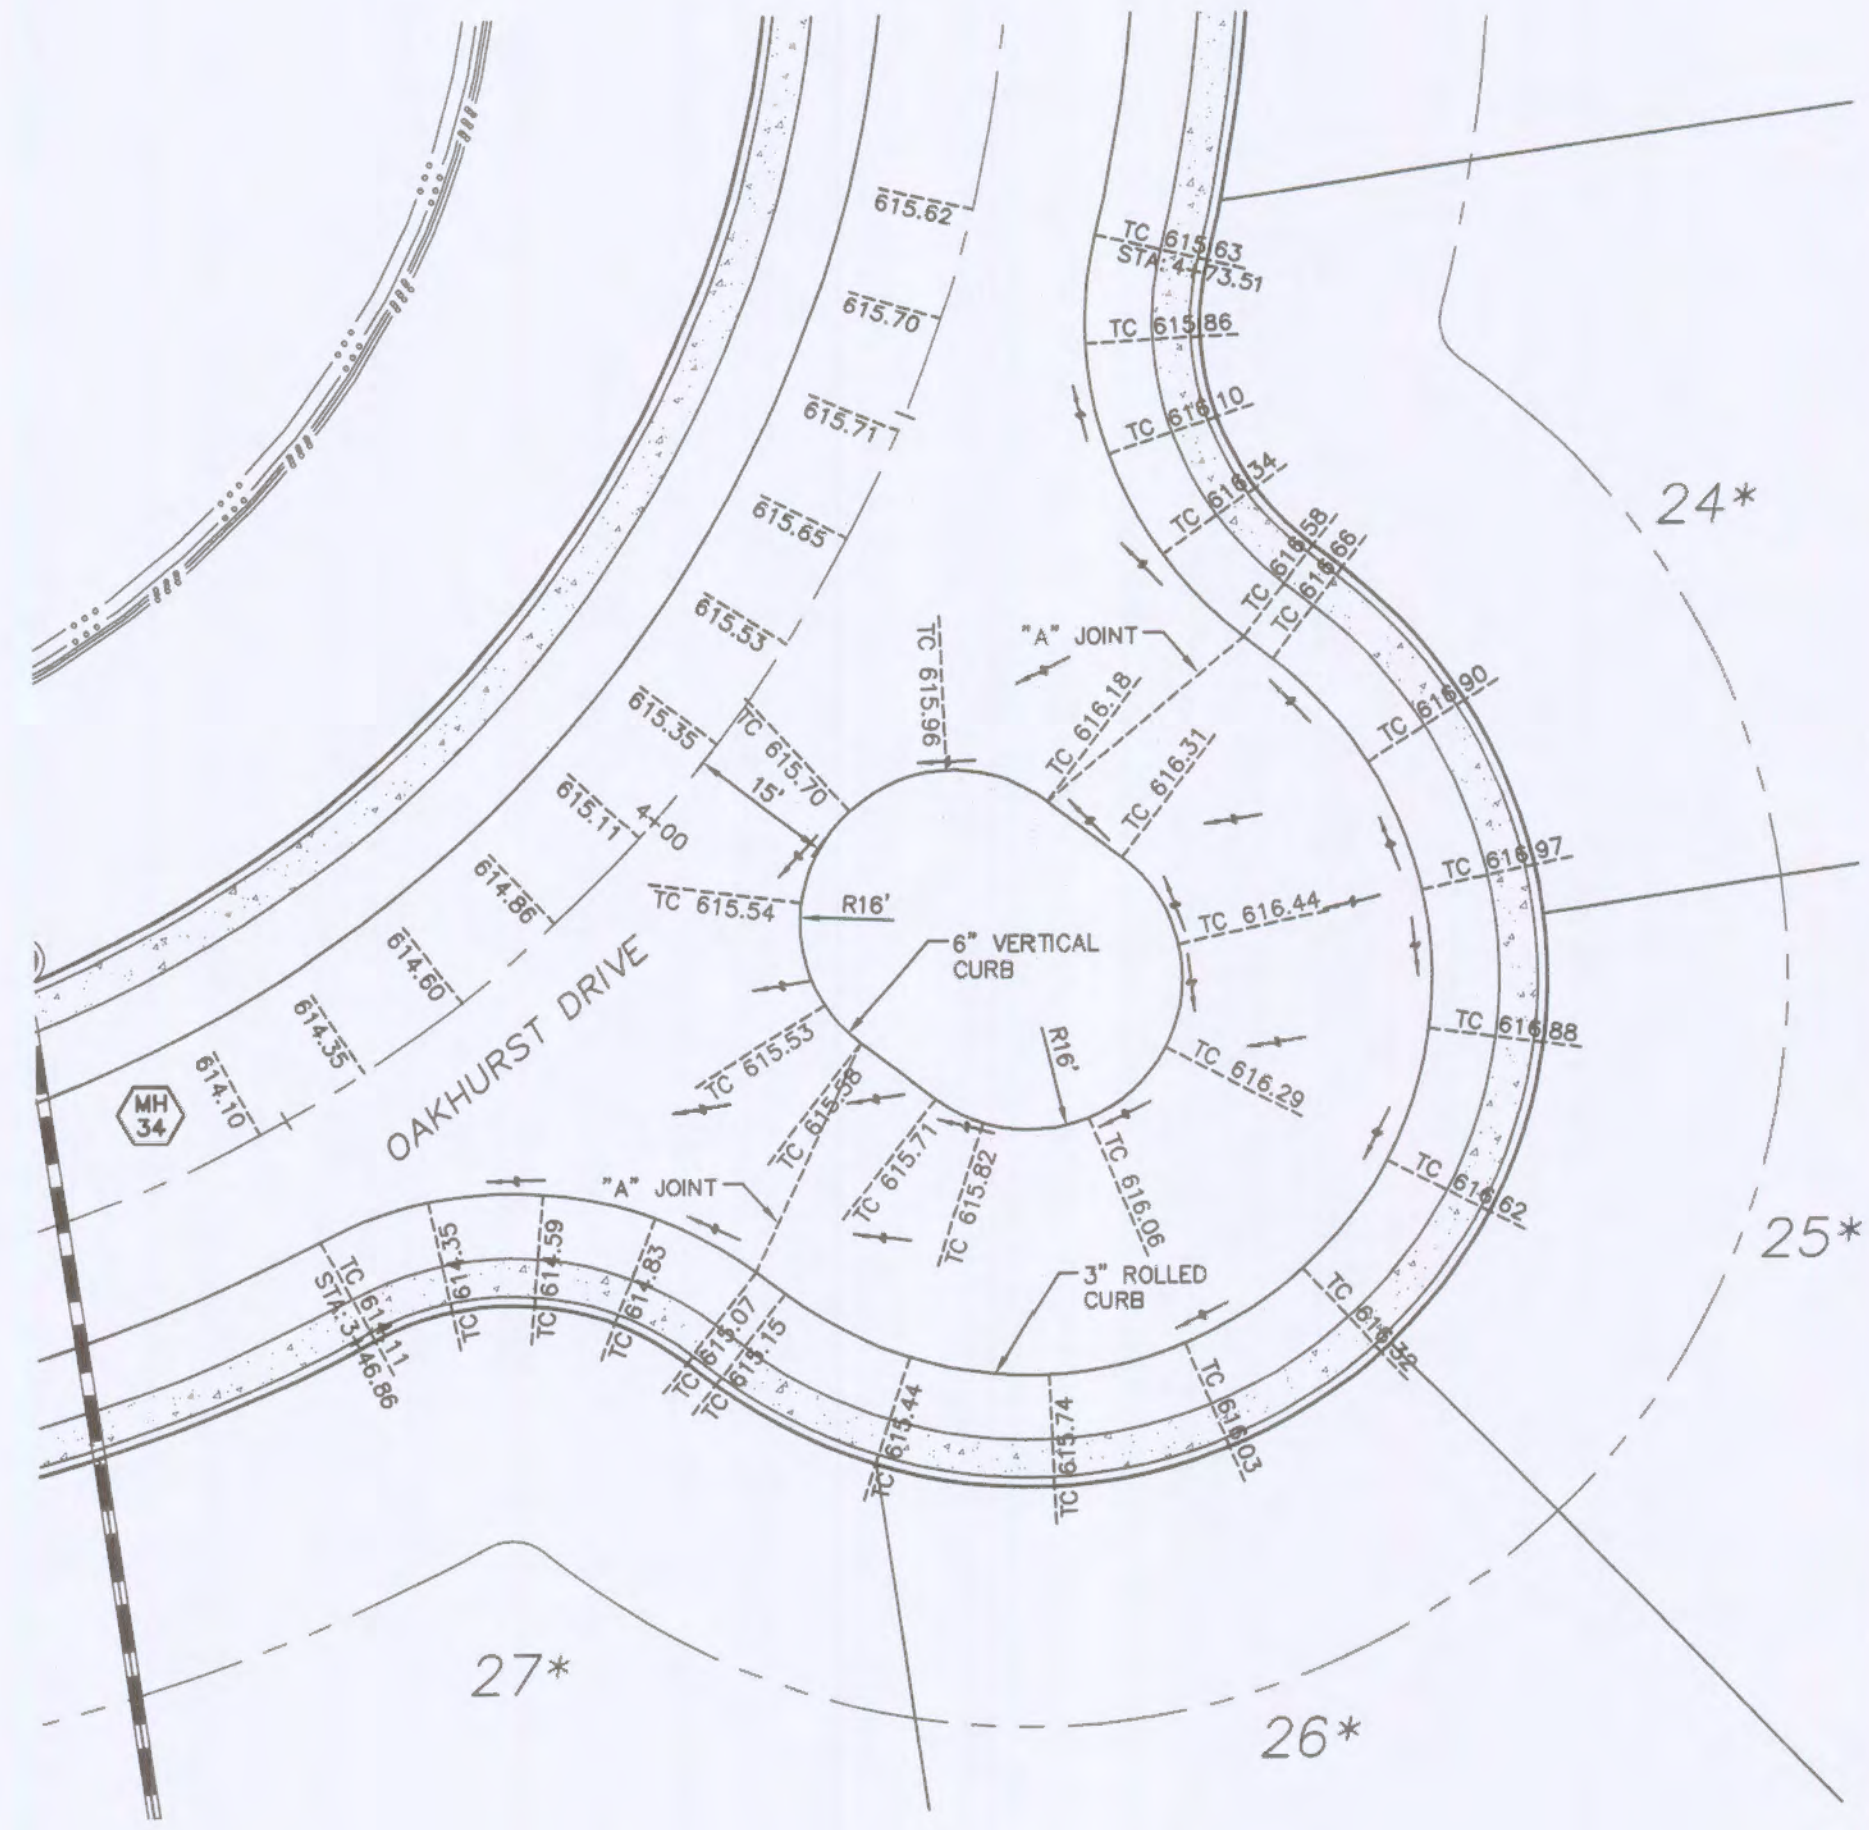 615.62
615.70
615.71
615.65
615.53
615.35
615.11
4+00
614.86
614.60
614.35
614.10
MH
34
OAKHURST DRIVE
15'
TC 615.63
STA: 4+73.51
TC 615.86
TC 616.10
TC 616.34
TC 616.58
TC 616.66
TC 616.90
TC 616.97
TC 616.88
TC 616.62
TC 616.32
TC 616.03
TC 615.74
TC 615.44
TC 615.15
TC 615.07
TC 614.83
TC 614.59
TC 614.35
TC 614.11
STA: 3+46.86
"A" JOINT
TC 615.96
TC 616.18
TC 616.31
TC 616.44
TC 616.29
TC 616.06
TC 615.82
TC 615.71
TC 615.58
TC 615.53
TC 615.54
TC 615.70
R16'
6" VERTICAL
CURB
R16'
"A" JOINT
3" ROLLED
CURB
24*
25*
26*
27*